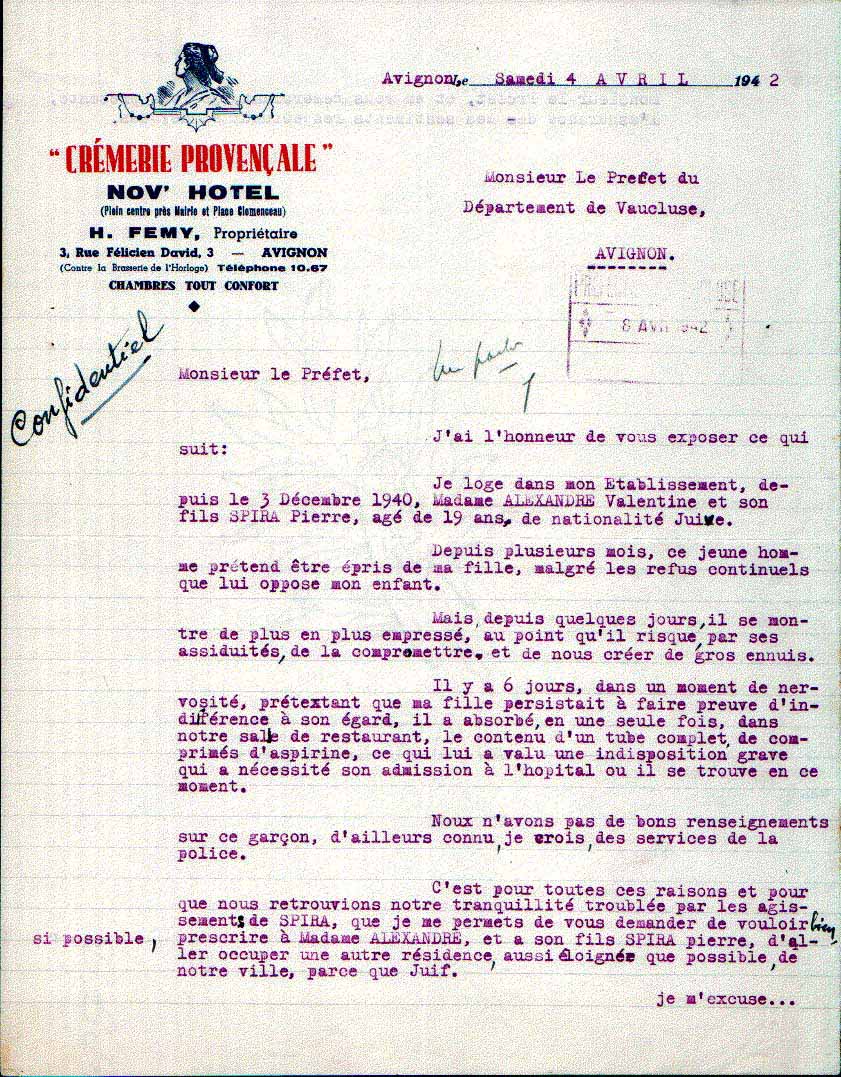 Avignon, le Samedi 4 AVRIL 1942
"CRÉMERIE PROVENÇALE"
NOV' HOTEL
(Plein centre près Mairie et Place Clemenceau)
H. FEMY, Propriétaire
3, Rue Félicien David, 3 — AVIGNON
(Contre la Brasserie de l'Horloge) Téléphone 10.67
CHAMBRES TOUT CONFORT
Monsieur Le Prefet du
Département de Vaucluse,
AVIGNON.
8 AVR 1942
Confidentiel
Monsieur le Préfet,
J'ai l'honneur de vous exposer ce qui
suit:
Je loge dans mon Etablissement, de-
puis le 3 Décembre 1940, Madame ALEXANDRE Valentine et son
fils SPIRA Pierre, agé de 19 ans, de nationalité Juive.
Depuis plusieurs mois, ce jeune hom-
me prétend être épris de ma fille, malgré les refus continuels
que lui oppose mon enfant.
Mais, depuis quelques jours, il se mon-
tre de plus en plus empressé, au point qu'il risque, par ses
assiduités, de la compromettre, et de nous créer de gros ennuis.
Il y a 6 jours, dans un moment de ner-
vosité, prétextant que ma fille persistait à faire preuve d'in-
différence à son égard, il a absorbé, en une seule fois, dans
notre salle de restaurant, le contenu d'un tube complet, de com-
primés d'aspirine, ce qui lui a valu une indisposition grave
qui a nécessité son admission à l'hopital ou il se trouve en ce
moment.
Noux n'avons pas de bons renseignements
sur ce garçon, d'ailleurs connu, je crois, des services de la
police.
C'est pour toutes ces raisons et pour
que nous retrouvions notre tranquillité troublée par les agis-
sements de SPIRA, que je me permets de vous demander de vouloir bien
si possible, prescrire à Madame ALEXANDRE, et a son fils SPIRA pierre, d'al-
ler occuper une autre résidence, aussi éloignée que possible, de
notre ville, parce que Juif.
je m'excuse...